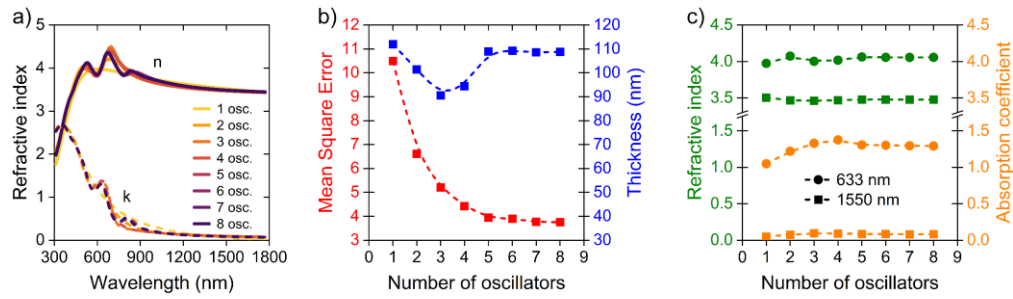 a)
Refractive index
5
4
3
2
1
0
300 600 900 1200 1500 1800
Wavelength (nm)
n
k
1 osc.
2 osc.
3 osc.
4 osc.
5 osc.
6 osc.
7 osc.
8 osc.
b)
Mean Square Error
12
11
10
9
8
7
6
5
4
3
0 1 2 3 4 5 6 7 8 9
Number of oscillators
120
110
100
90
80
70
60
50
40
30
Thickness
(nm)
c)
Refractive index
4.5
4.0
3.5
1.5
1.0
0.5
0.0
0 1 2 3 4 5 6 7 8 9
Number of oscillators
633 nm
1550 nm
4.5
4.0
3.5
1.5
1.0
0.5
0.0
Absorption coefficient